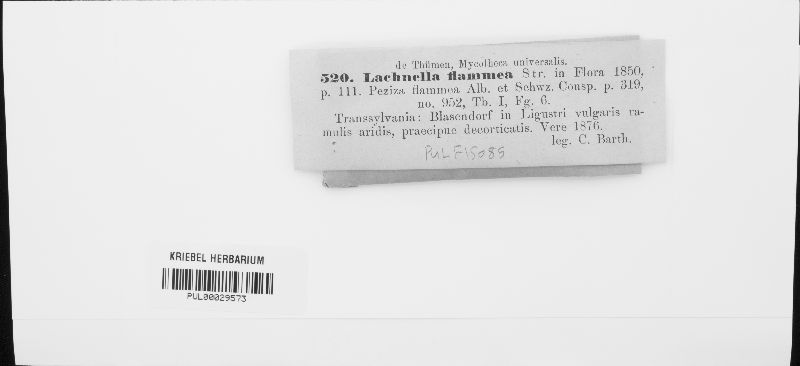 de Thümen, Mycotheca universalis.
520. Lachnella flammea Str. in Flora 1850,
p. 111. Peziza flammea Alb. et Schwz. Consp. p. 319,
no. 952, Tb. I, Fg. 6.
Transsylvania: Blasendorf in Ligustri vulgaris ra-
mulis aridis, praecipue decorticatis. Vere 1876.
leg. C. Barth.
PUL F15085
KRIEBEL HERBARIUM
PUL00029573